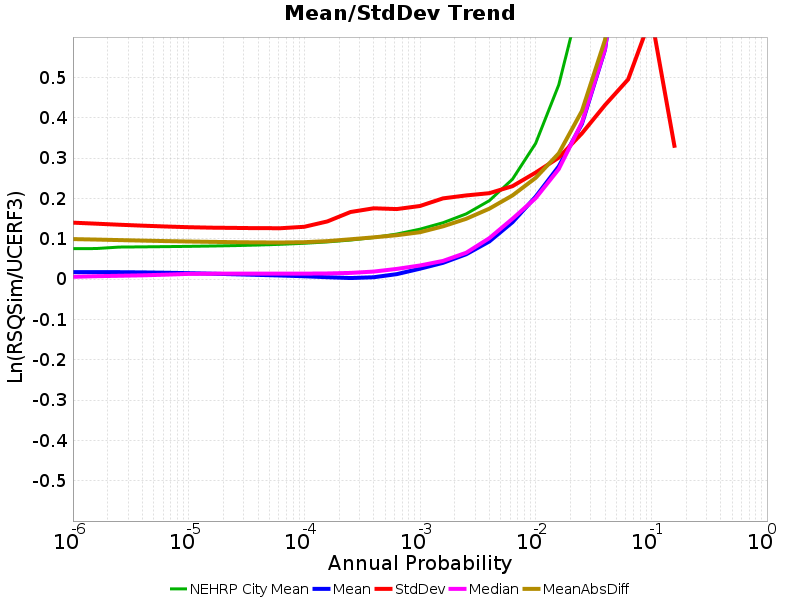 Mean/StdDev Trend
Ln(RSQSim/UCERF3)
0.5
0.4
0.3
0.2
0.1
0
-0.1
-0.2
-0.3
-0.4
-0.5
10^-6 10^-5 10^-4 10^-3 10^-2 10^-1 10^0
Annual Probability
NEHRP City Mean Mean StdDev Median MeanAbsDiff